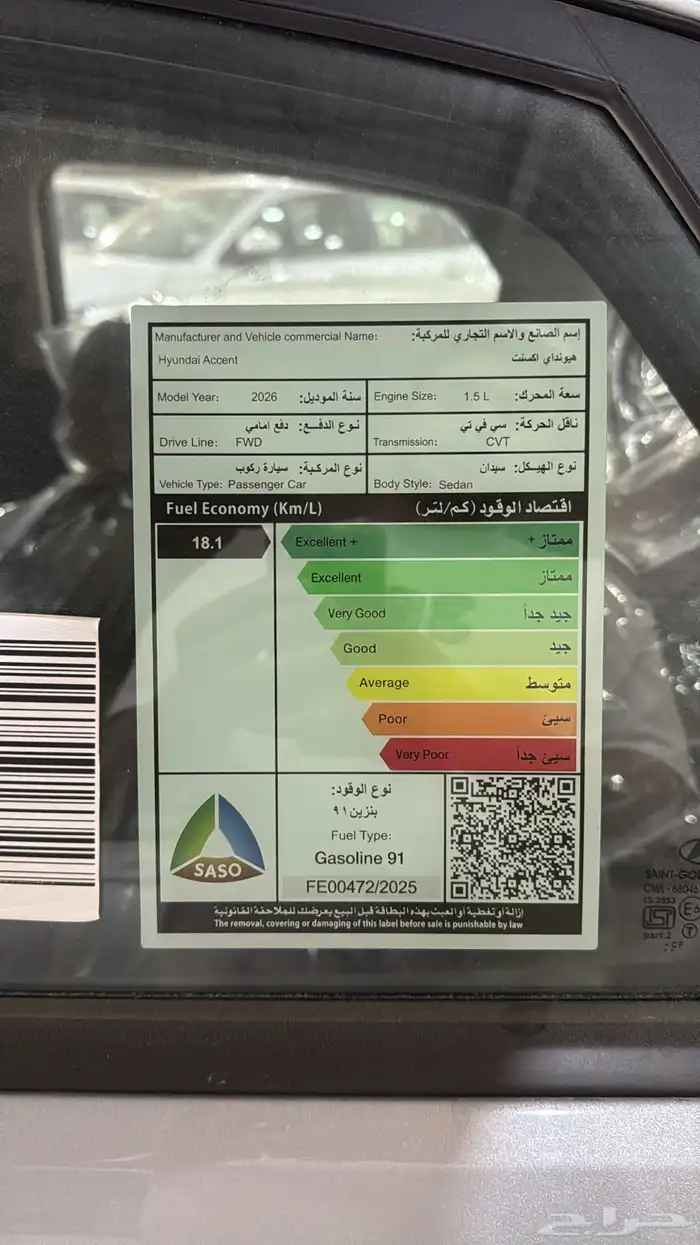 Manufacturer and Vehicle commercial Name: إسم الصانع والاسم التجاري للمركبة:
Hyundai Accent هيونداي اكسنت
Model Year: 2026 سنة الموديل:
Engine Size: 1.5 L سعة المحرك:
نوع الدفع: دفع امامي
Drive Line: FWD
ناقل الحركة: سي في تي
Transmission: CVT
نوع المركبة: سيارة ركوب
Vehicle Type: Passenger Car
نوع الهيكل: سيدان
Body Style: Sedan
Fuel Economy (Km/L) اقتصاد الوقود (كم/لتر)
18.1
Excellent + ممتاز +
Excellent ممتاز
Very Good جيد جداً
Good جيد
Average متوسط
Poor سيئ
Very Poor سيئ جداً
SASO
نوع الوقود:
بنزين ٩١
Fuel Type:
Gasoline 91
FE00472/2025
إزالة أو تغطية أو العبث بهذه البطاقة قبل البيع يعرضك للملاحقة القانونية
The removal, covering or damaging of this label before sale is punishable by law
IS 2553
part:2
حراج